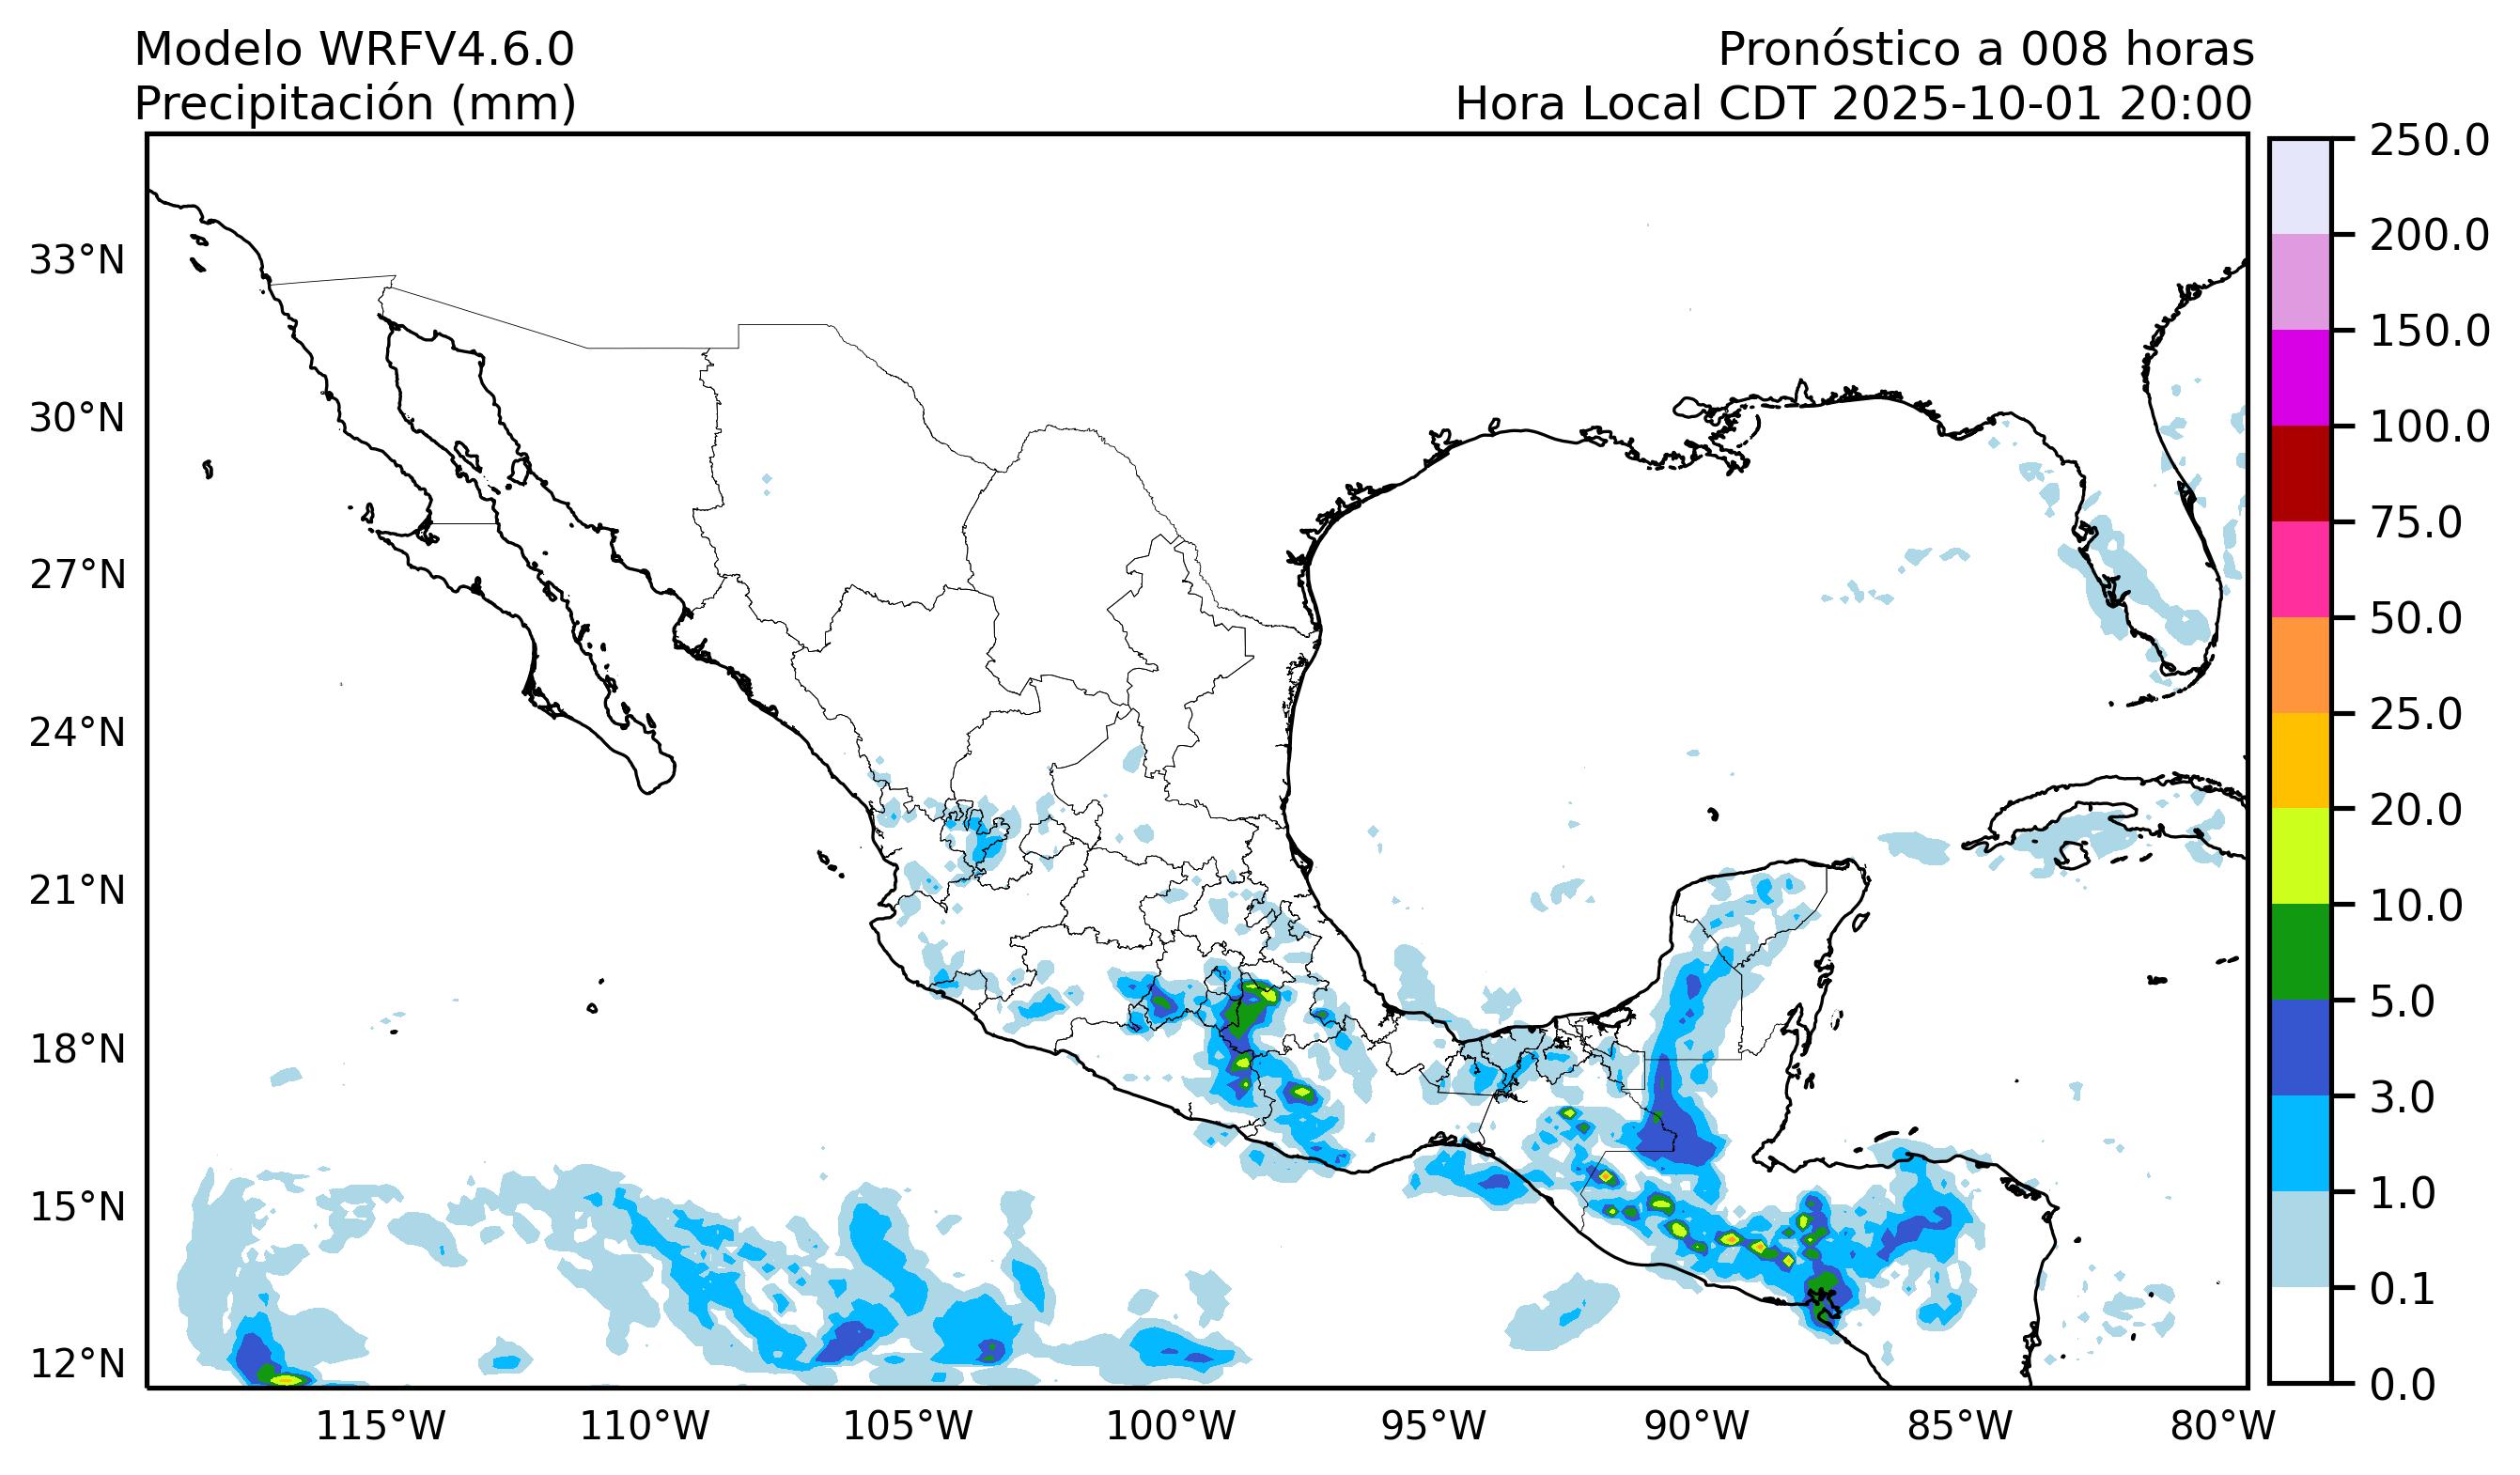 Modelo WRFV4.6.0
Precipitación (mm)
Pronóstico a 008 horas
Hora Local CDT 2025-10-01 20:00
33°N
30°N
27°N
24°N
21°N
18°N
15°N
12°N
115°W
110°W
105°W
100°W
95°W
90°W
85°W
80°W
250.0
200.0
150.0
100.0
75.0
50.0
25.0
20.0
10.0
5.0
3.0
1.0
0.1
0.0